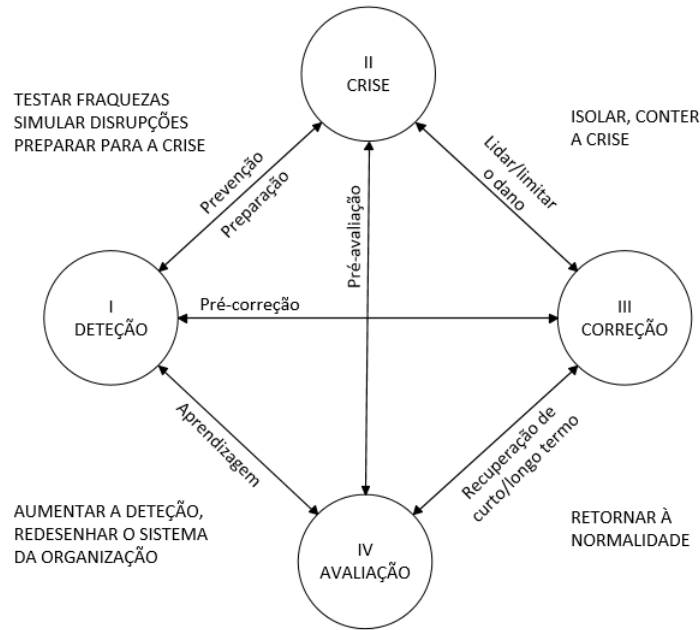 II
CRISE
TESTAR FRAQUEZAS
SIMULAR DISRUPÇÕES
PREPARAR PARA A CRISE
ISOLAR, CONTER
A CRISE
Prevenção
Preparação
Pré-avaliação
Lidar/limitar
o dano
I
DETEÇÃO
Pré-correção
III
CORREÇÃO
Aprendizagem
Recuperação de
curto/longo termo
AUMENTAR A DETEÇÃO,
REDESENHAR O SISTEMA
DA ORGANIZAÇÃO
IV
AVALIAÇÃO
RETORNAR À
NORMALIDADE